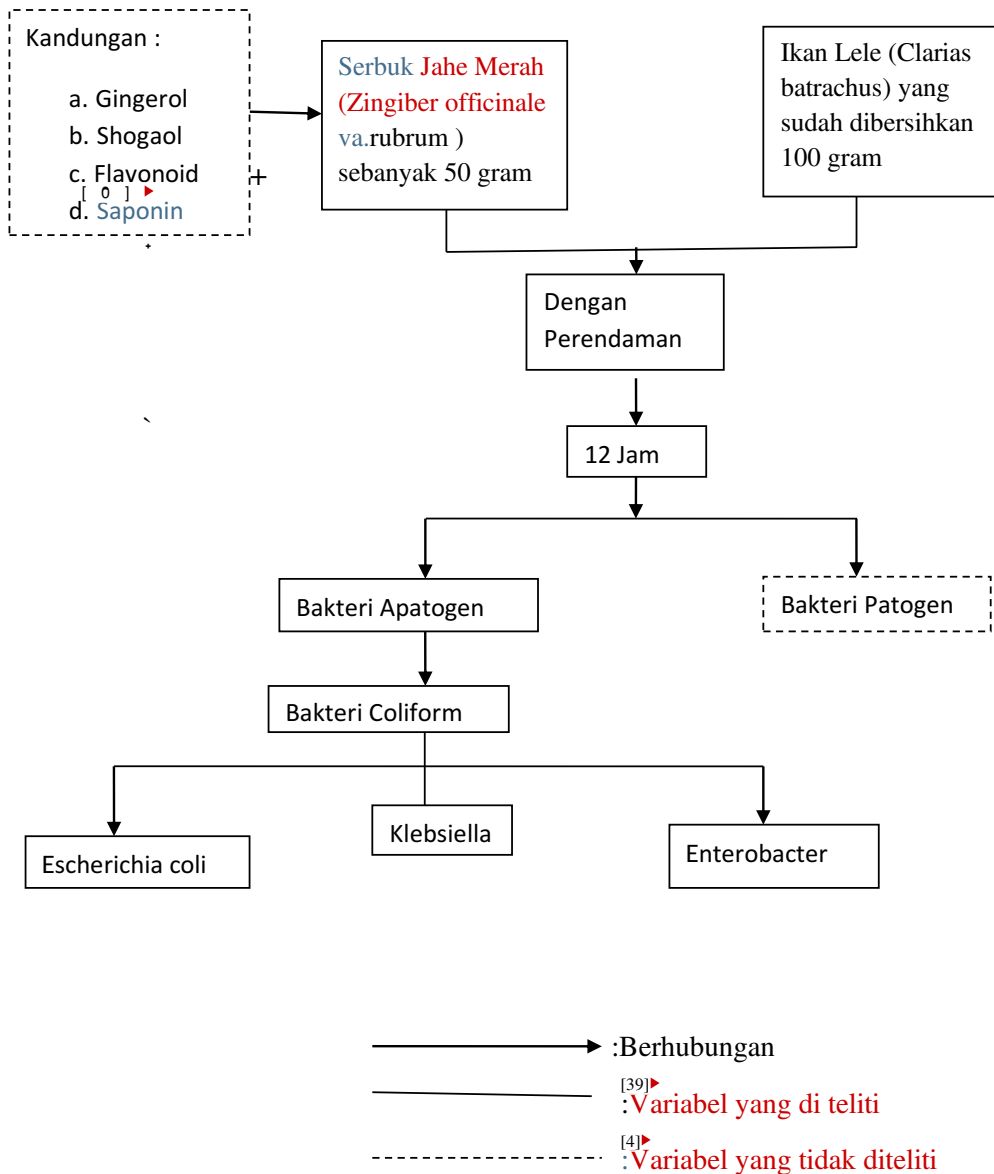 Kandungan :
a. Gingerol
b. Shogaol
c. Flavonoid
[ 0 ]
d. Saponin
+
Serbuk Jahe Merah
(Zingiber officinale
va.rubrum )
sebanyak 50 gram
Ikan Lele (Clarias
batrachus) yang
sudah dibersihkan
100 gram
Dengan
Perendaman
`
12 Jam
Bakteri Apatogen
Bakteri Patogen
Bakteri Coliform
Escherichia coli
Klebsiella
Enterobacter
:Berhubungan
[39]
:Variabel yang di teliti
[4]
:Variabel yang tidak diteliti